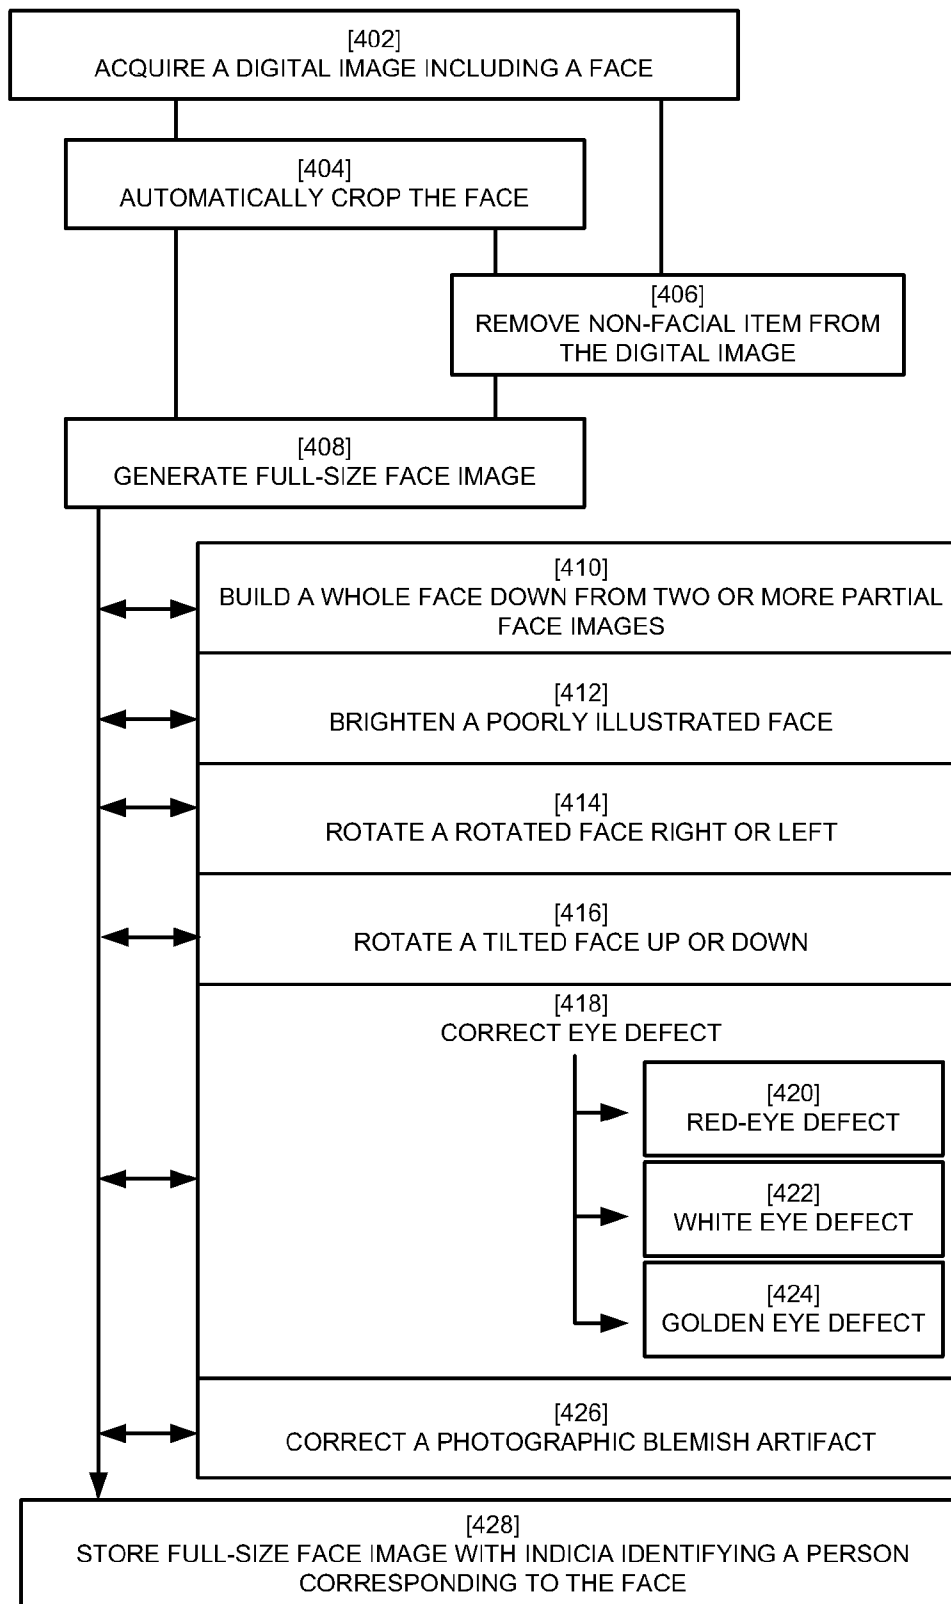 [402]
ACQUIRE A DIGITAL IMAGE INCLUDING A FACE
[404]
AUTOMATICALLY CROP THE FACE
[406]
REMOVE NON-FACIAL ITEM FROM
THE DIGITAL IMAGE
[408]
GENERATE FULL-SIZE FACE IMAGE
[410]
BUILD A WHOLE FACE DOWN FROM TWO OR MORE PARTIAL
FACE IMAGES
[412]
BRIGHTEN A POORLY ILLUSTRATED FACE
[414]
ROTATE A ROTATED FACE RIGHT OR LEFT
[416]
ROTATE A TILTED FACE UP OR DOWN
[418]
CORRECT EYE DEFECT
[420]
RED-EYE DEFECT
[422]
WHITE EYE DEFECT
[424]
GOLDEN EYE DEFECT
[426]
CORRECT A PHOTOGRAPHIC BLEMISH ARTIFACT
[428]
STORE FULL-SIZE FACE IMAGE WITH INDICIA IDENTIFYING A PERSON
CORRESPONDING TO THE FACE